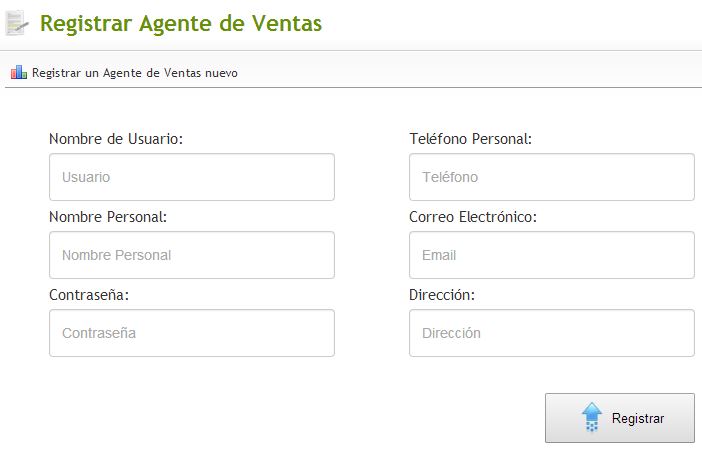 Registrar Agente de Ventas
Registrar un Agente de Ventas nuevo
Nombre de Usuario:
Usuario
Nombre Personal:
Nombre Personal
Contraseña:
Contraseña
Teléfono Personal:
Teléfono
Correo Electrónico:
Email
Dirección:
Dirección
Registrar